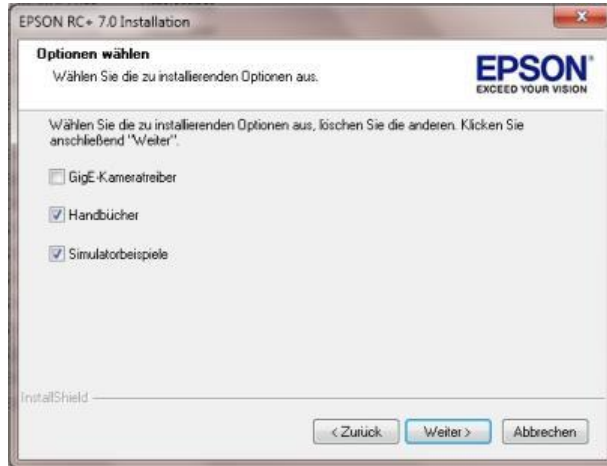 EPSON RC+ 7.0 Installation
Optionen wählen
Wählen Sie die zu installierenden Optionen aus.
EPSON
EXCEED YOUR VISION
Wählen Sie die zu installierenden Optionen aus, löschen Sie die anderen. Klicken Sie
anschließend "Weiter".
GigE-Kameratreiber
Handbücher
Simulatorbeispiele
InstallShield
< Zurück
Weiter >
Abbrechen